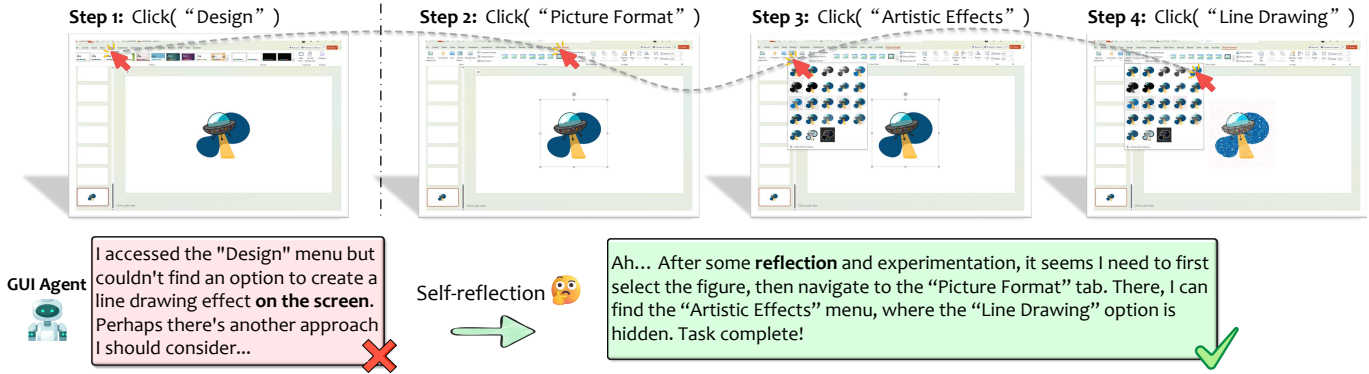 Step 1: Click( “Design” )
Step 2: Click( “Picture Format” )
Step 3: Click( “Artistic Effects” )
Step 4: Click( “Line Drawing” )
GUI Agent
I accessed the "Design" menu but
couldn't find an option to create a
line drawing effect on the screen.
Perhaps there's another approach
I should consider...
Self-reflection
Ah... After some reflection and experimentation, it seems I need to first
select the figure, then navigate to the “Picture Format” tab. There, I can
find the “Artistic Effects” menu, where the “Line Drawing” option is
hidden. Task complete!